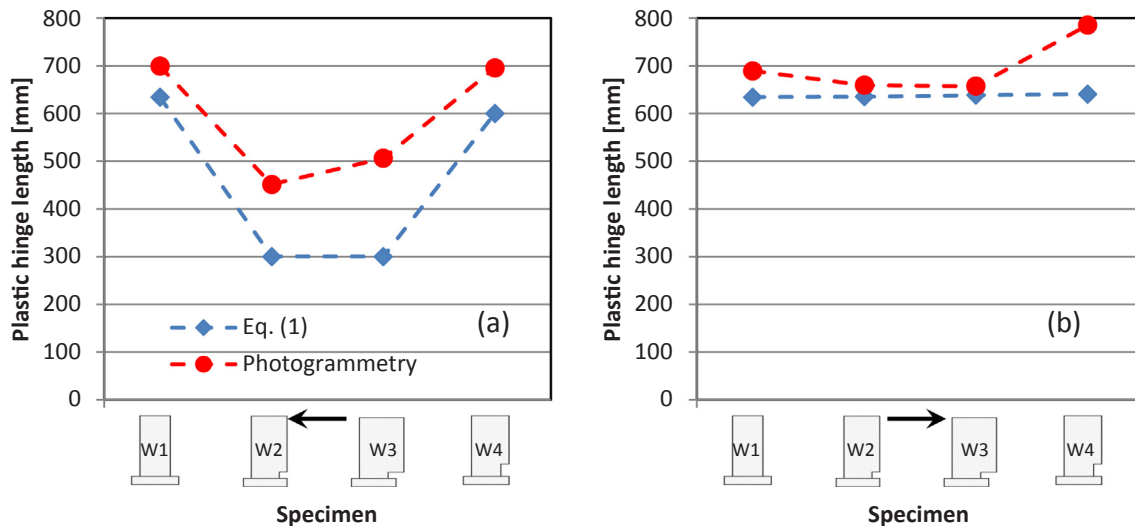 800
700
600
500
400
300
200
100
0
Plastic hinge length [mm]
Eq. (1)
Photogrammetry
(a)
W1
W2
W3
W4
Specimen
800
700
600
500
400
300
200
100
0
Plastic hinge length [mm]
(b)
W1
W2
W3
W4
Specimen